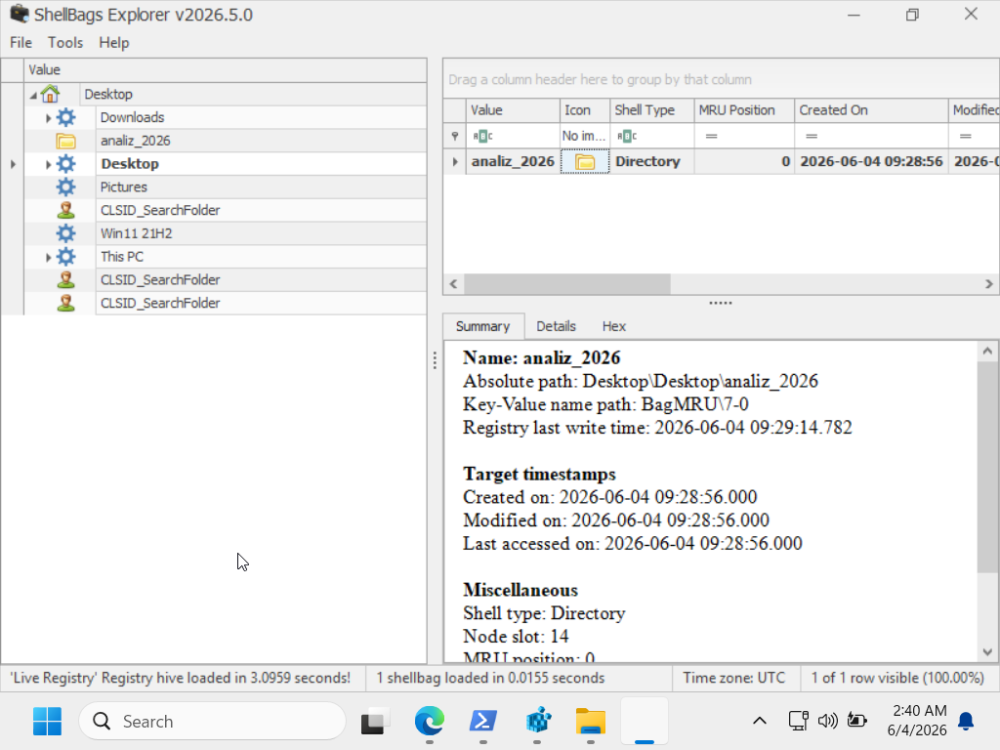 ShellBags Explorer v2026.5.0
File Tools Help
Value
Desktop
Downloads
analiz_2026
Desktop
Pictures
CLSID_SearchFolder
Win11 21H2
This PC
CLSID_SearchFolder
CLSID_SearchFolder
Drag a column header here to group by that column
Value Icon Shell Type MRU Position Created On Modified
No im...
analiz_2026 Directory 0 2026-06-04 09:28:56 2026-0
Summary Details Hex
Name: analiz_2026
Absolute path: Desktop\Desktop\analiz_2026
Key-Value name path: BagMRU\7-0
Registry last write time: 2026-06-04 09:29:14.782
Target timestamps
Created on: 2026-06-04 09:28:56.000
Modified on: 2026-06-04 09:28:56.000
Last accessed on: 2026-06-04 09:28:56.000
Miscellaneous
Shell type: Directory
Node slot: 14
MRU position: 0
'Live Registry' Registry hive loaded in 3.0959 seconds! 1 shellbag loaded in 0.0155 seconds Time zone: UTC 1 of 1 row visible (100.00%)
Search
2:40 AM
6/4/2026